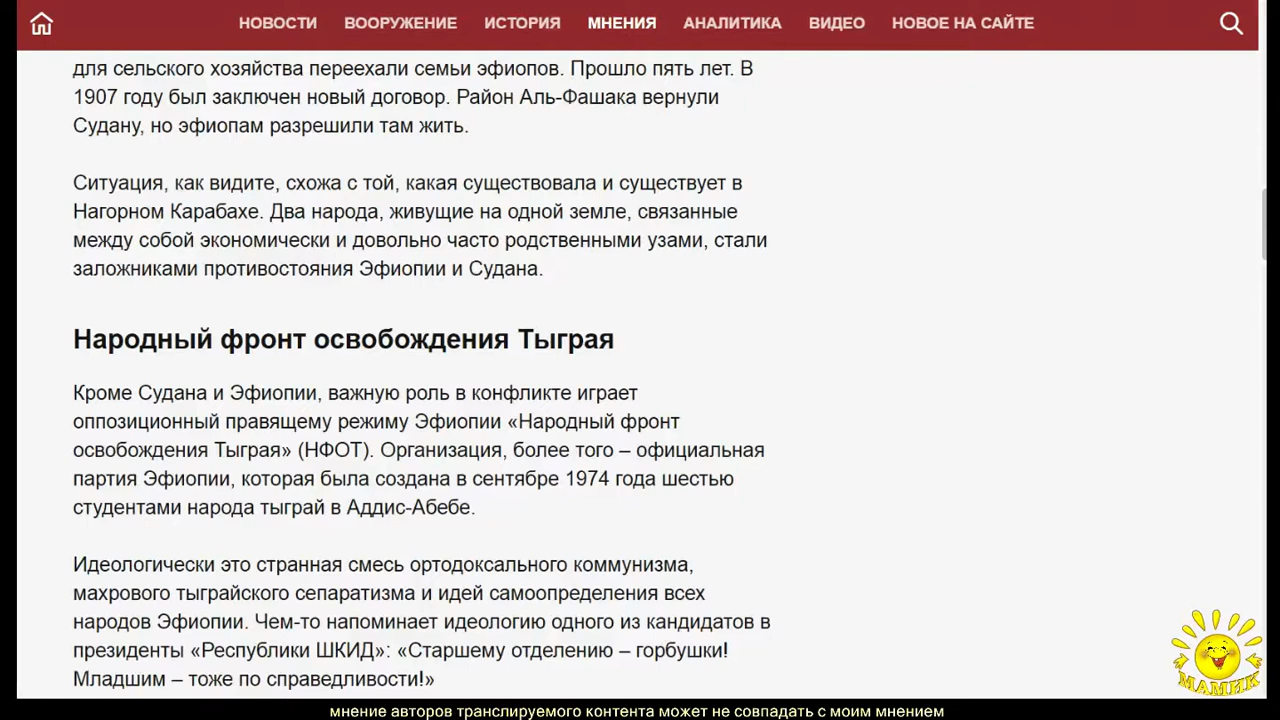 НОВОСТИ ВООРУЖЕНИЕ ИСТОРИЯ МНЕНИЯ АНАЛИТИКА ВИДЕО НОВОЕ НА САЙТЕ
для сельского хозяйства переехали семьи эфиопов. Прошло пять лет. В
1907 году был заключен новый договор. Район Аль-Фашака вернули
Судану, но эфиопам разрешили там жить.
Ситуация, как видите, схожа с той, какая существовала и существует в
Нагорном Карабахе. Два народа, живущие на одной земле, связанные
между собой экономически и довольно часто родственными узами, стали
заложниками противостояния Эфиопии и Судана.
Народный фронт освобождения Тыграя
Кроме Судана и Эфиопии, важную роль в конфликте играет
оппозиционный правящему режиму Эфиопии «Народный фронт
освобождения Тыграя» (НФОТ). Организация, более того – официальная
партия Эфиопии, которая была создана в сентябре 1974 года шестью
студентами народа тыграй в Аддис-Абебе.
Идеологически это странная смесь ортодоксального коммунизма,
махрового тыграйского сепаратизма и идей самоопределения всех
народов Эфиопии. Чем-то напоминает идеологию одного из кандидатов в
президенты «Республики ШКИД»: «Старшему отделению – горбушки!
Младшим – тоже по справедливости!»
МАМИК
мнение авторов транслируемого контента может не совпадать с моим мнением